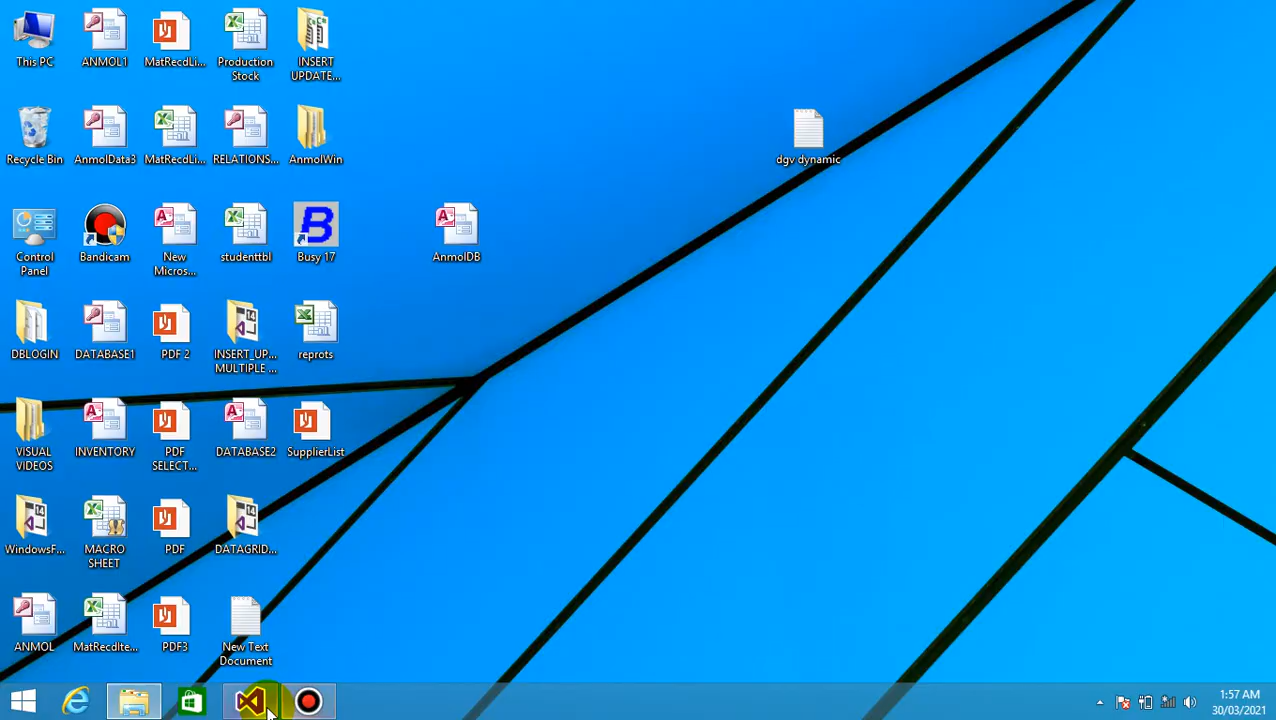 This PC
ANMOL1
MatRecdLi...
Production
Stock
INSERT
UPDATE...
Recycle Bin
AnmolData3
MatRecdLi...
RELATIONS...
AnmolWin
dgv dynamic
Control
Panel
Bandicam
New
Micros...
studenttbl
Busy 17
AnmolDB
DBLOGIN
DATABASE1
PDF 2
INSERT_UP...
MULTIPLE ...
reprots
VISUAL
VIDEOS
INVENTORY
PDF
SELECT...
DATABASE2
SupplierList
WindowsF...
MACRO
SHEET
PDF
DATAGRID...
ANMOL
MatRecdIte...
PDF3
New Text
Document
1:57 AM
30/03/2021